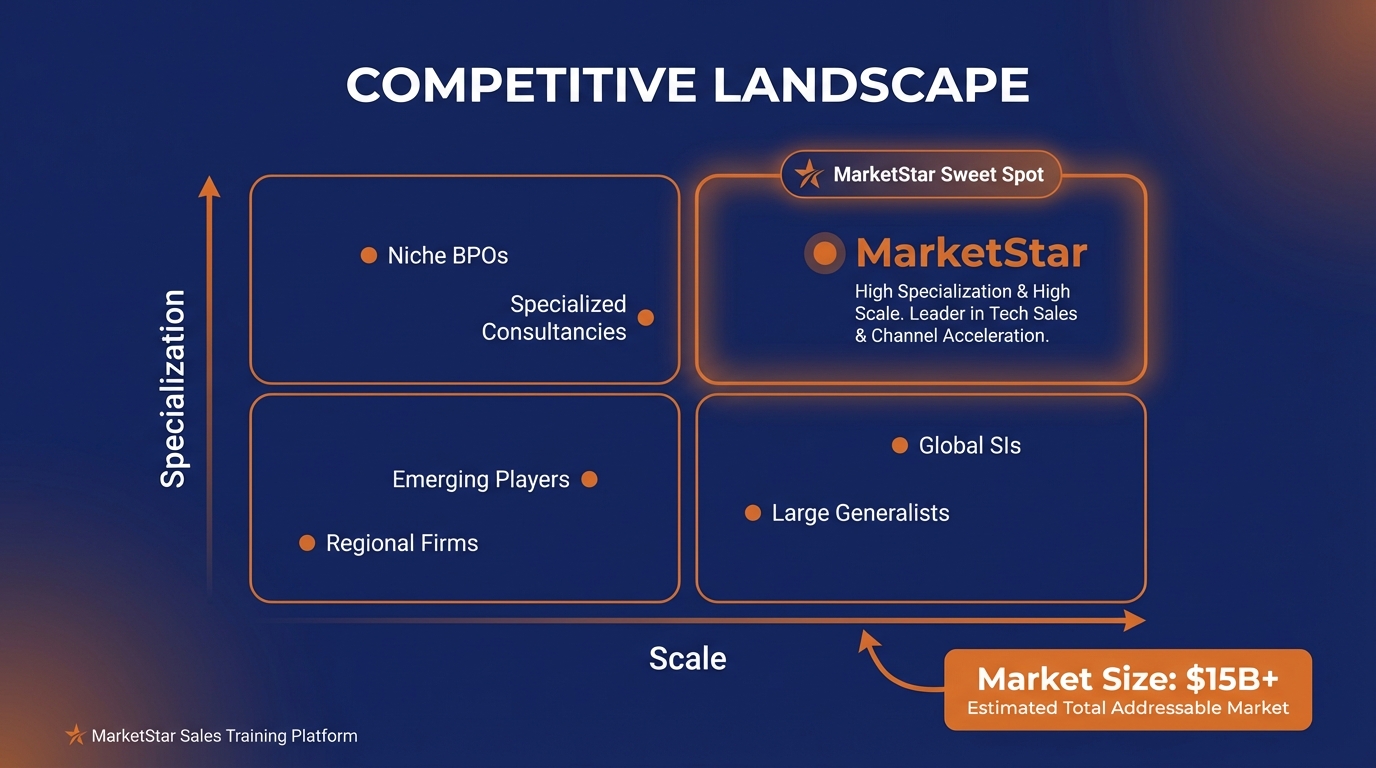 COMPETITIVE LANDSCAPE
MarketStar Sweet Spot
Specialization
Niche BPOs
Specialized
Consultancies
MarketStar
High Specialization & High
Scale. Leader in Tech Sales
& Channel Acceleration.
Emerging Players
Regional Firms
Global SIs
Large Generalists
Scale
Market Size: $15B+
Estimated Total Addressable Market
MarketStar Sales Training Platform